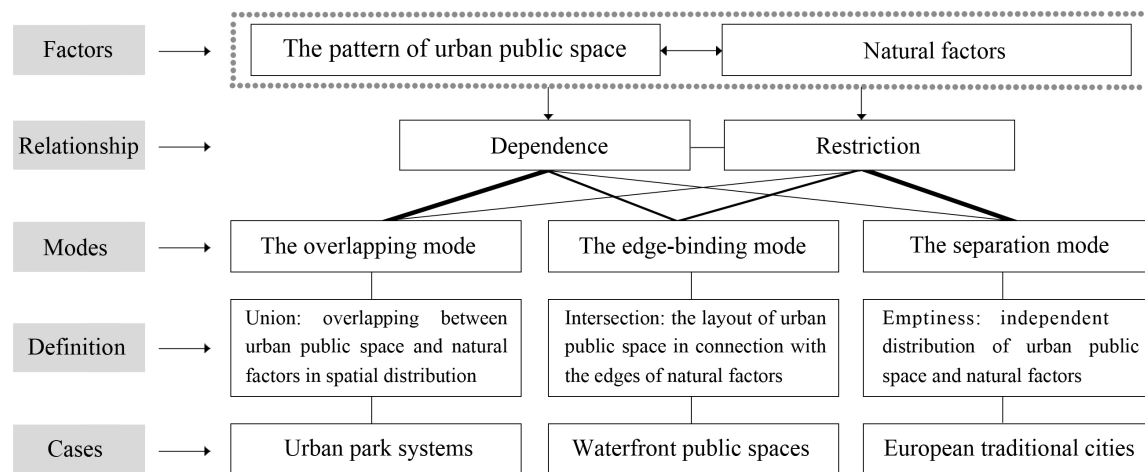 Factors
The pattern of urban public space
Natural factors
Relationship
Dependence
Restriction
Modes
The overlapping mode
The edge-binding mode
The separation mode
Definition
Union: overlapping between
urban public space and natural
factors in spatial distribution
Intersection: the layout of urban
public space in connection with
the edges of natural factors
Emptiness: independent
distribution of urban public
space and natural factors
Cases
Urban park systems
Waterfront public spaces
European traditional cities